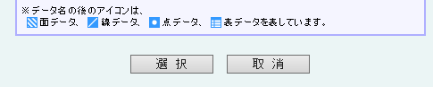 ※データ名の後のアイコンは、
面データ、 線データ、 点データ、 表データを表しています。
選択 取消